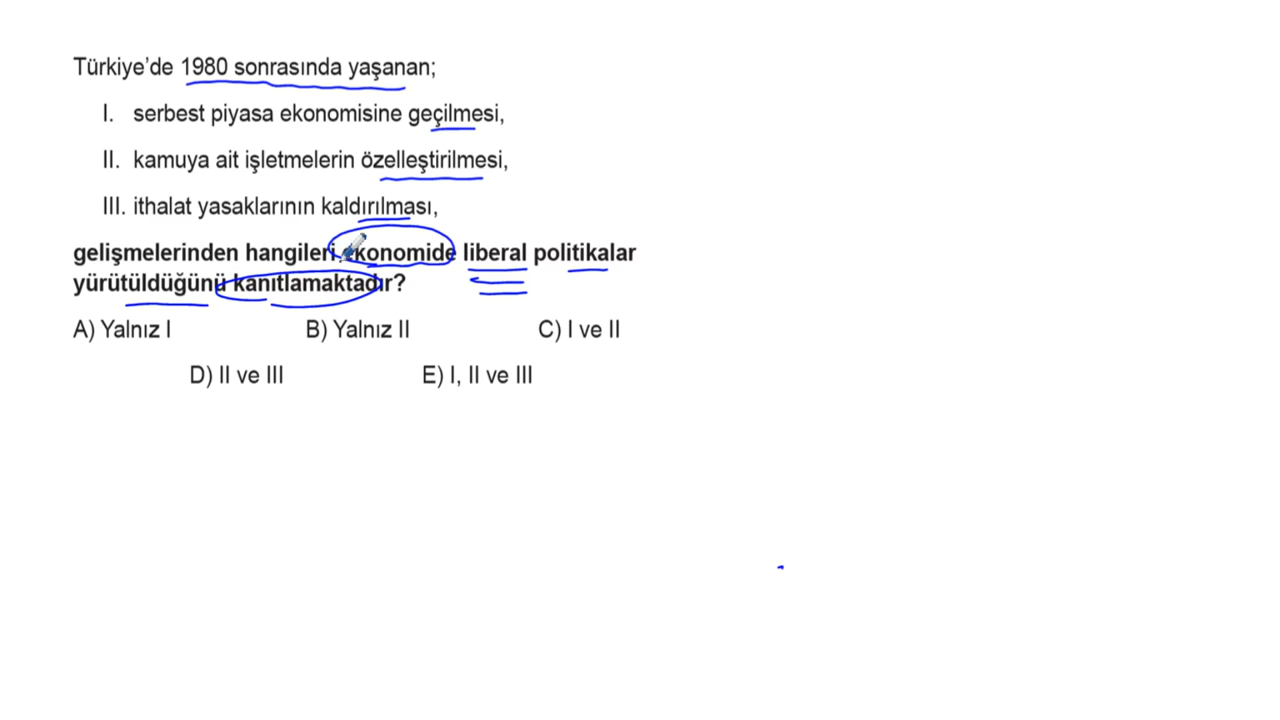 Türkiye'de 1980 sonrasında yaşanan;
I. serbest piyasa ekonomisine geçilmesi,
II. kamuya ait işletmelerin özelleştirilmesi,
III. ithalat yasaklarının kaldırılması,
gelişmelerinden hangileri, ekonomide liberal politikalar
yürütüldüğünü kanıtlamaktadır?
A) Yalnız I B) Yalnız II C) I ve II
D) II ve III E) I, II ve III